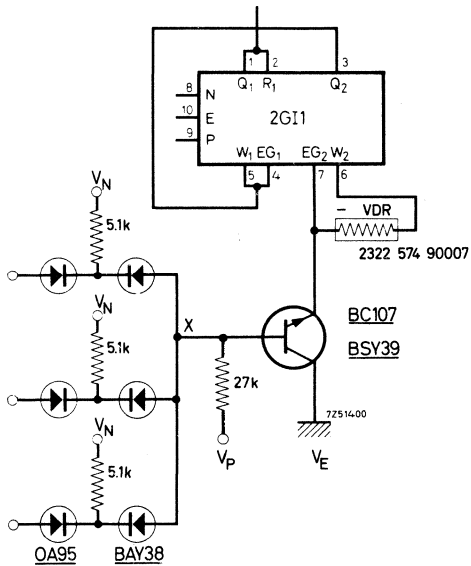 1 2 3
Q1 R1 Q2
8 N
10 E
9 P
2GI1
W1 EG1 EG2 W2
5 4 7 6
VN
5.1k
− VDR
2322 574 90007
VN
5.1k
X
BC107
BSY39
27k
7Z51400
VN
5.1k
VP
VE
OA95 BAY38